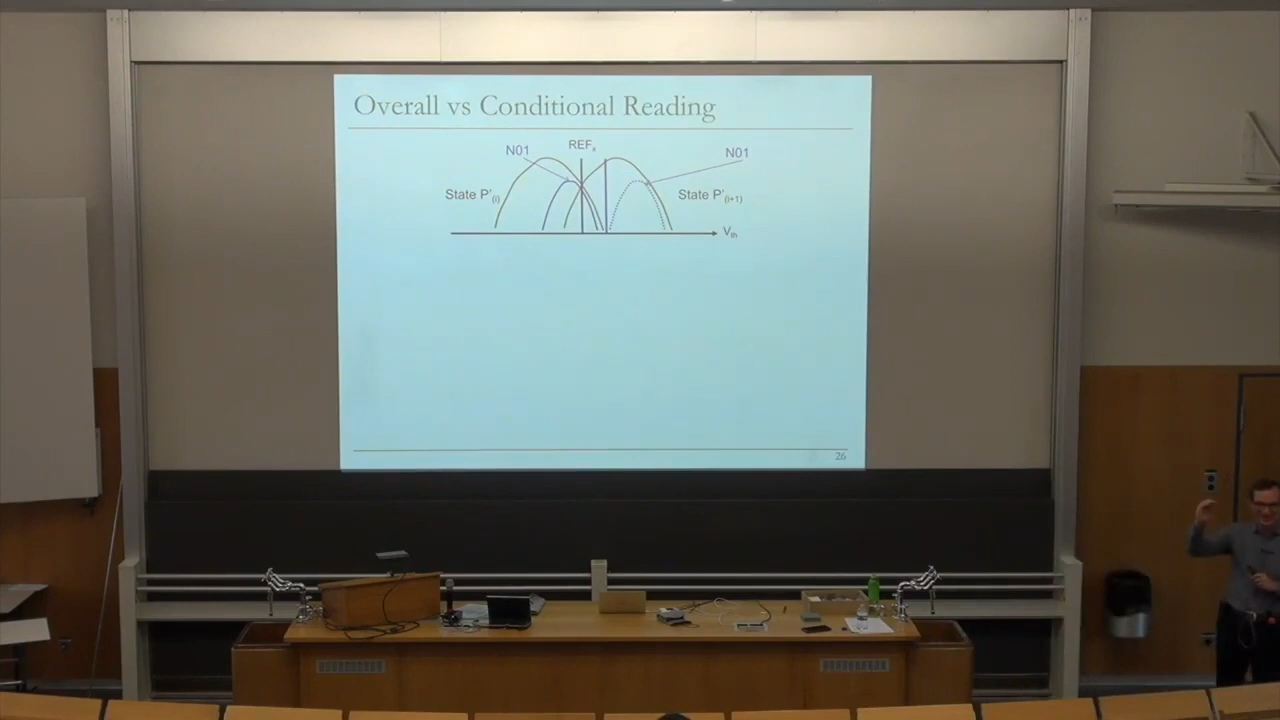 Overall vs Conditional Reading
REFx
N01
N01
State P'(i)
State P'(i+1)
Vth
26